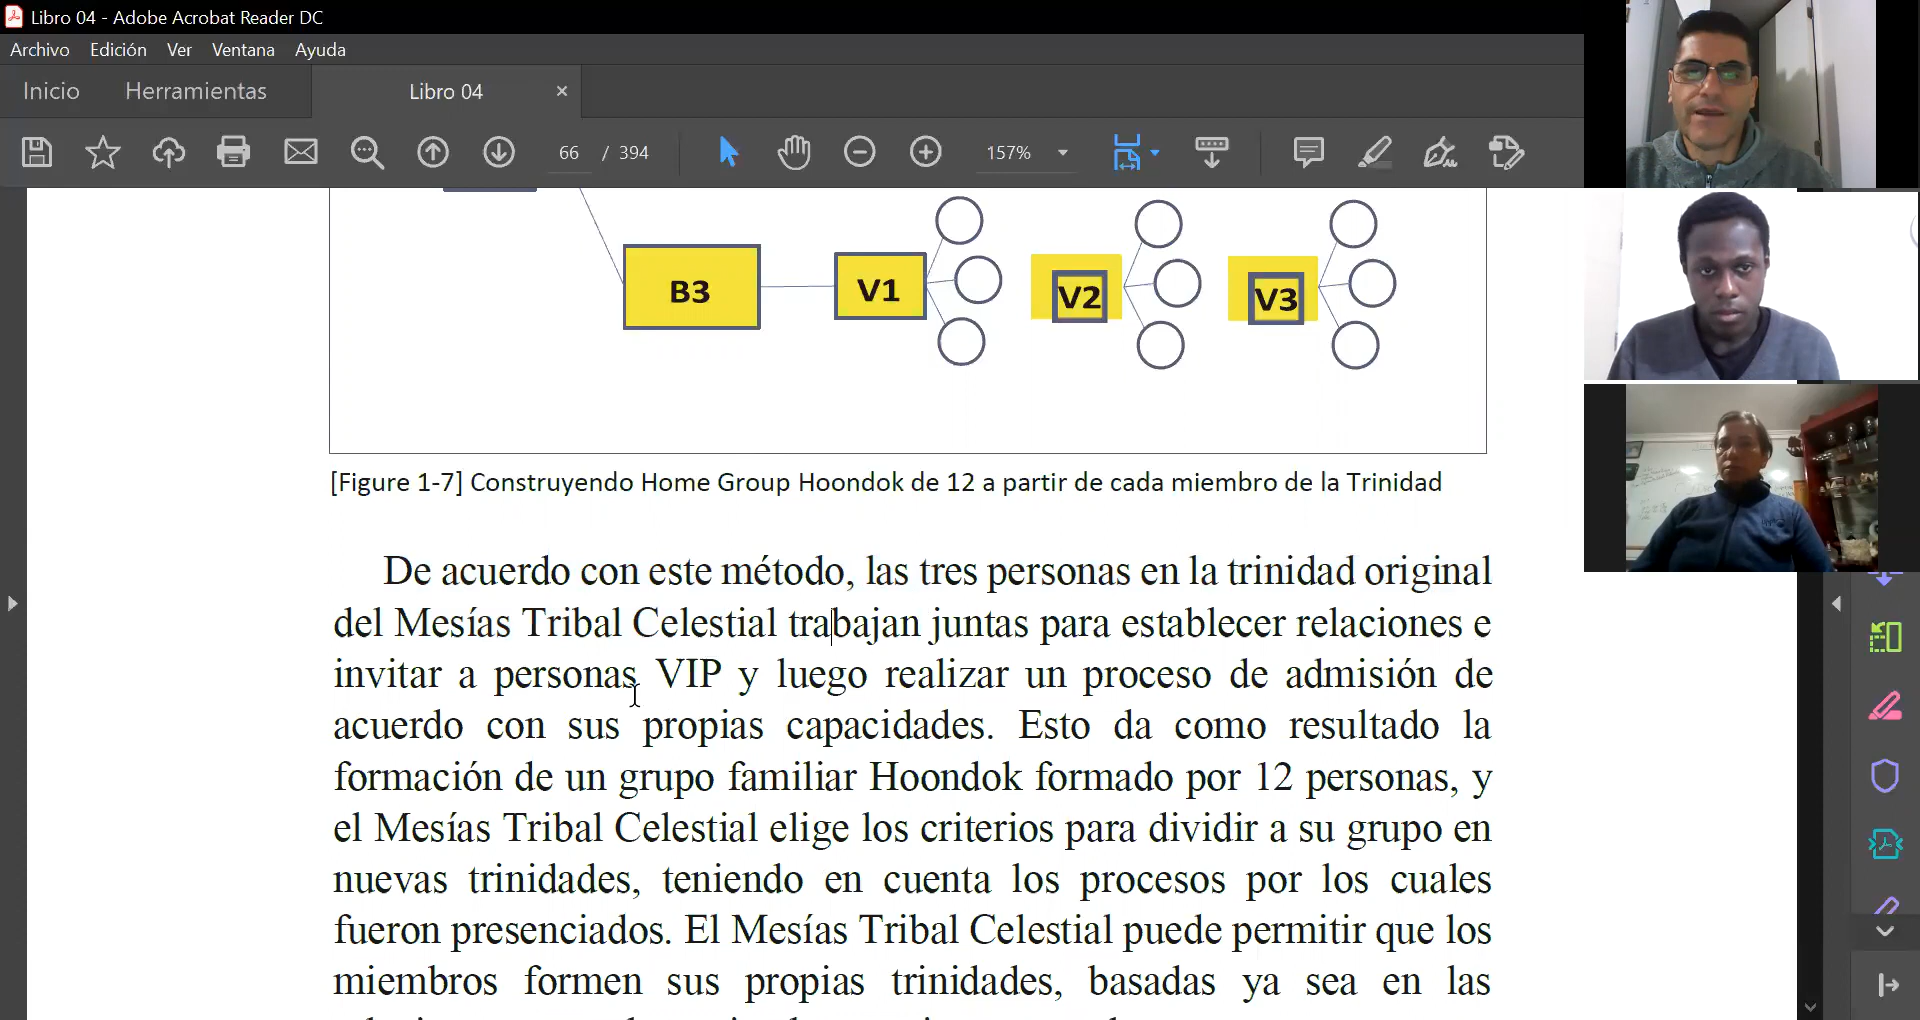 Libro 04 - Adobe Acrobat Reader DC
Archivo Edición Ver Ventana Ayuda
Inicio Herramientas Libro 04
66 / 394 157%
B3 V1 V2 V3
[Figure 1-7] Construyendo Home Group Hoondok de 12 a partir de cada miembro de la Trinidad
De acuerdo con este método, las tres personas en la trinidad original
del Mesías Tribal Celestial trabajan juntas para establecer relaciones e
invitar a personas VIP y luego realizar un proceso de admisión de
acuerdo con sus propias capacidades. Esto da como resultado la
formación de un grupo familiar Hoondok formado por 12 personas, y
el Mesías Tribal Celestial elige los criterios para dividir a su grupo en
nuevas trinidades, teniendo en cuenta los procesos por los cuales
fueron presenciados. El Mesías Tribal Celestial puede permitir que los
miembros formen sus propias trinidades, basadas ya sea en las